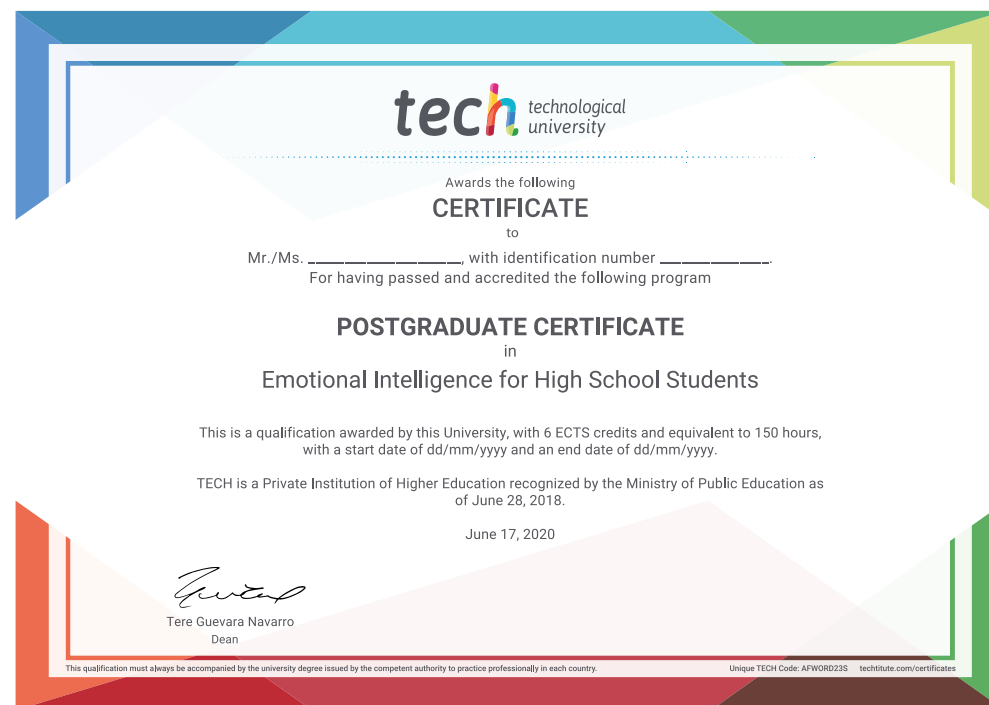 tech technological
university
Awards the following
CERTIFICATE
to
Mr./Ms. ____________________, with identification number ______________.
For having passed and accredited the following program
POSTGRADUATE CERTIFICATE
in
Emotional Intelligence for High School Students
This is a qualification awarded by this University, with 6 ECTS credits and equivalent to 150 hours,
with a start date of dd/mm/yyyy and an end date of dd/mm/yyyy.
TECH is a Private Institution of Higher Education recognized by the Ministry of Public Education as
of June 28, 2018.
June 17, 2020
Tere Guevara Navarro
Dean
This qualification must always be accompanied by the university degree issued by the competent authority to practice professionally in each country.
Unique TECH Code: AFWORD23S techtitute.com/certificates